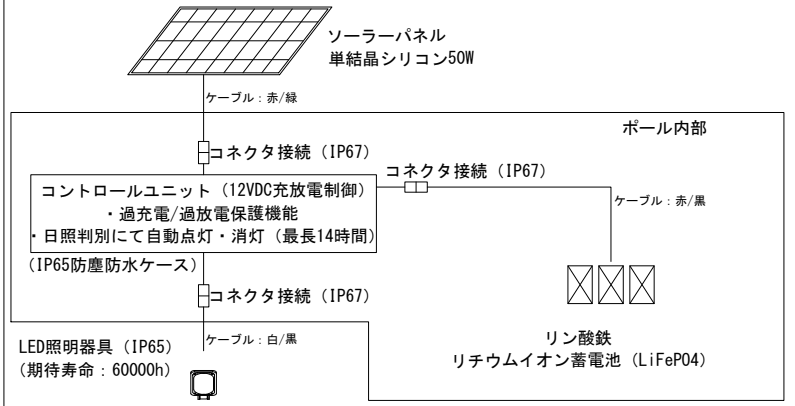 ソーラーパネル
単結晶シリコン50W
ケーブル：赤/緑
ポール内部
コネクタ接続（IP67）
コネクタ接続（IP67）
コントロールユニット（12VDC充放電制御）
・過充電/過放電保護機能
・日照判別にて自動点灯・消灯（最長14時間）
ケーブル：赤/黒
（IP65防塵防水ケース）
コネクタ接続（IP67）
ケーブル：白/黒
LED照明器具（IP65）
（期待寿命：60000h）
リン酸鉄
リチウムイオン蓄電池（LiFePO4）